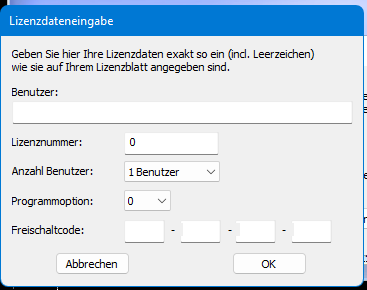 Lizenzdateneingabe
Geben Sie hier Ihre Lizenzdaten exakt so ein (incl. Leerzeichen)
wie sie auf Ihrem Lizenzblatt angegeben sind.
Benutzer:
Lizenznummer: 0
Anzahl Benutzer: 1 Benutzer
Programmoption: 0
Freischaltcode: - - -
Abbrechen OK